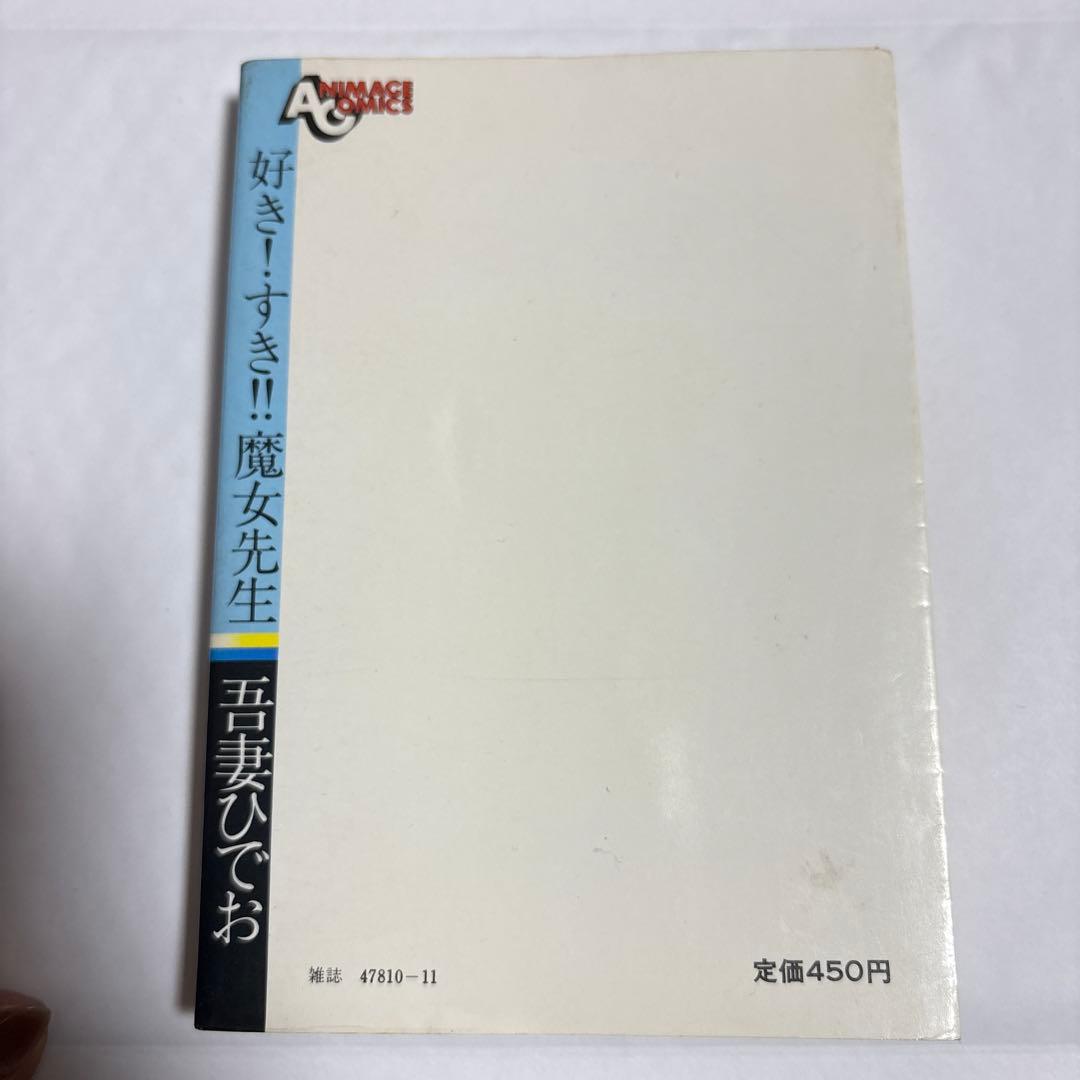 ANIMAGE
COMICS
好き!すき!!魔女先生
吾妻ひでお
雑誌 47810-11
定価450円